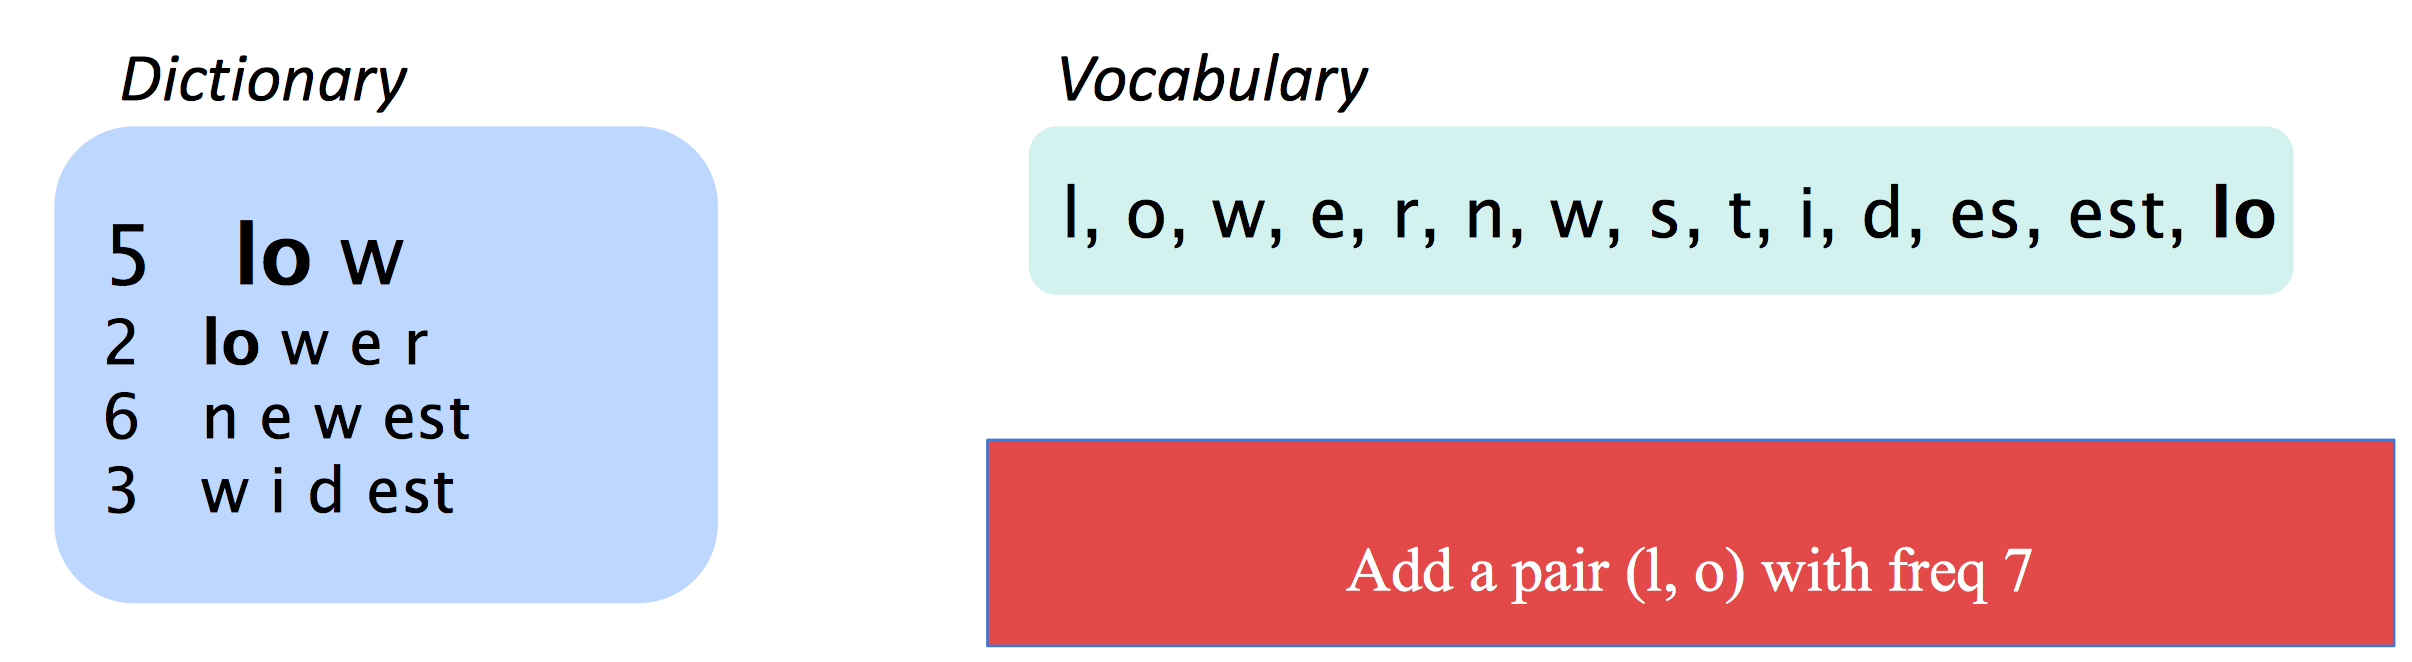 Dictionary
5 lo w
2 lo w e r
6 n e w est
3 w i d est
Vocabulary
l, o, w, e, r, n, w, s, t, i, d, es, est, lo
Add a pair (l, o) with freq 7